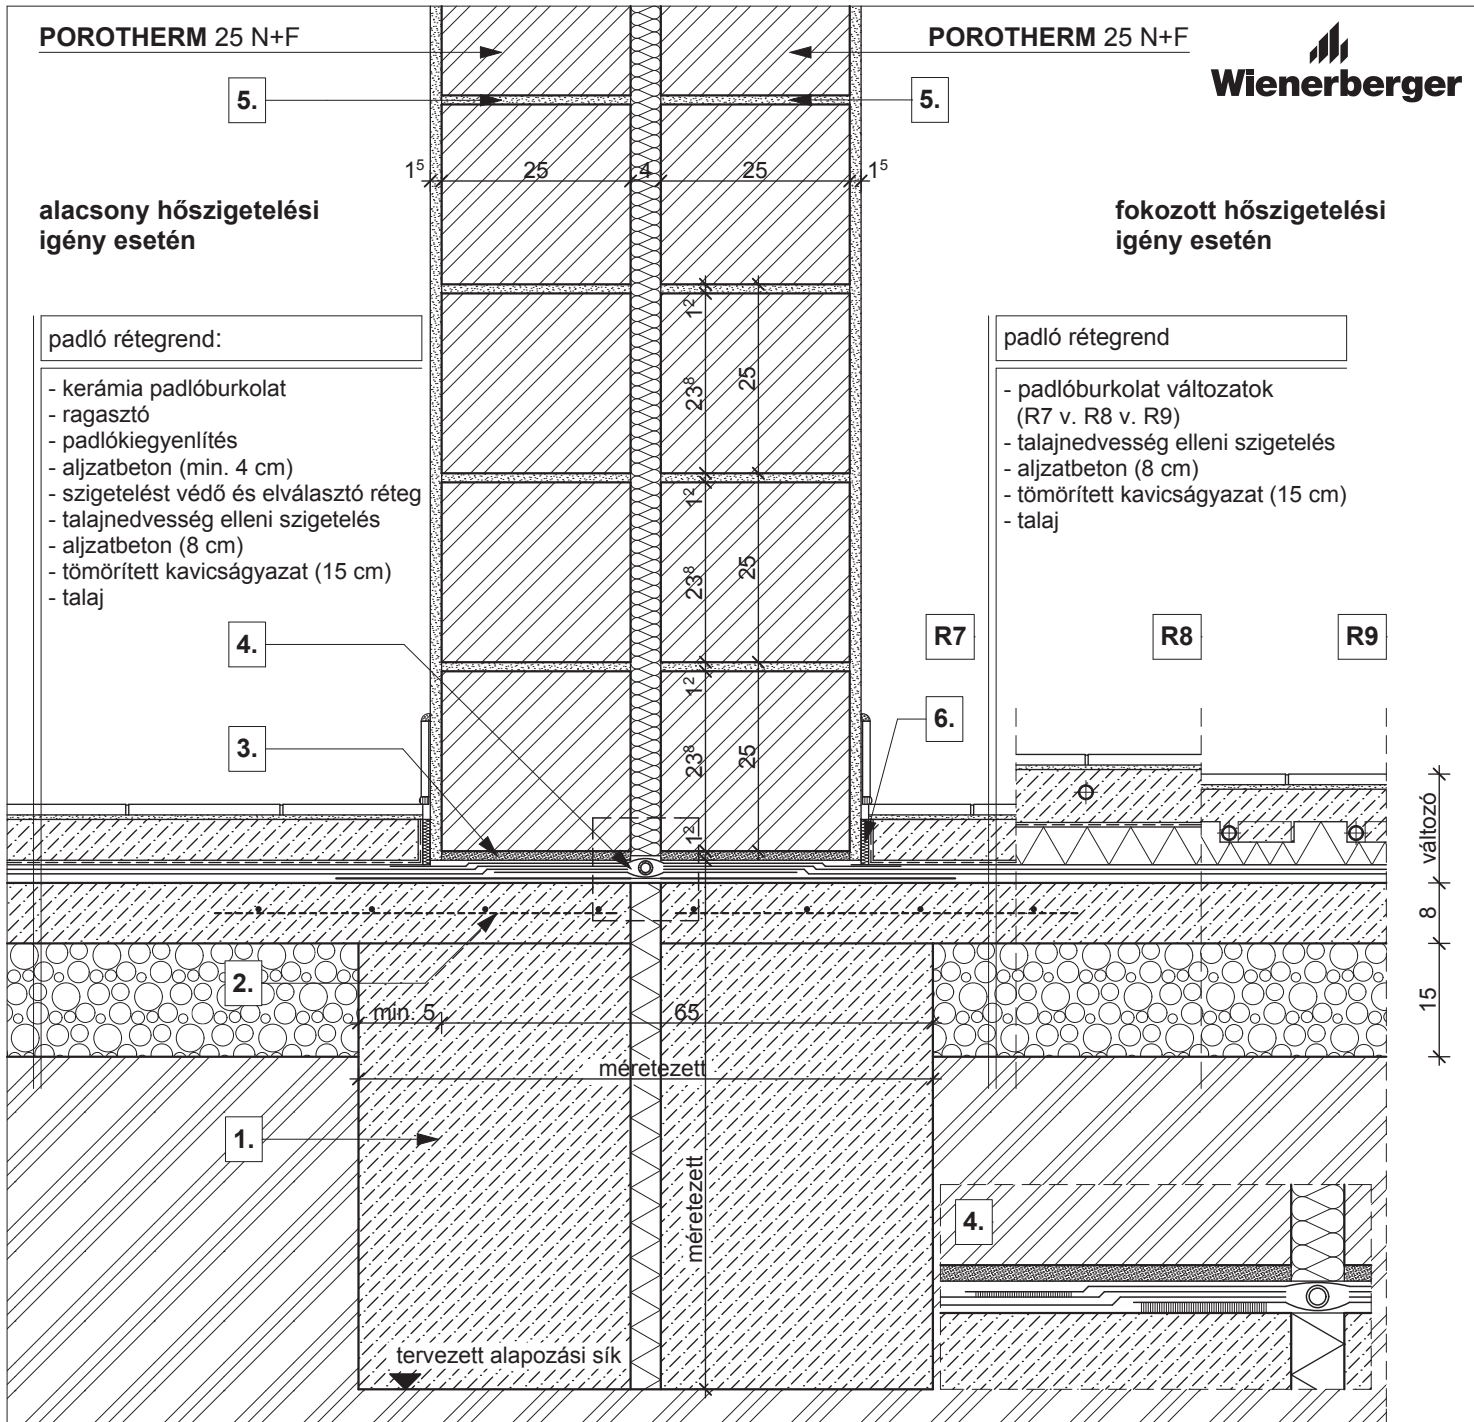 POROTHERM 25 N+F
POROTHERM 25 N+F
Wienerberger
5.
5.
1⁵ 25 4 25 1⁵
alacsony hőszigetelési
igény esetén
fokozott hőszigetelési
igény esetén
padló rétegrend:
- kerámia padlóburkolat
- ragasztó
- padlókiegyenlítés
- aljzatbeton (min. 4 cm)
- szigetelést védő és elválasztó réteg
- talajnedvesség elleni szigetelés
- aljzatbeton (8 cm)
- tömörített kavicságyazat (15 cm)
- talaj
padló rétegrend
- padlóburkolat változatok
(R7 v. R8 v. R9)
- talajnedvesség elleni szigetelés
- aljzatbeton (8 cm)
- tömörített kavicságyazat (15 cm)
- talaj
1²
23⁸
25
1²
23⁸
25
1²
23⁸
25
1²
4.
3.
R7
R8
R9
6.
változó
8
15
2.
min. 5
65
méretezett
1.
méretezett
4.
tervezett alapozási sík